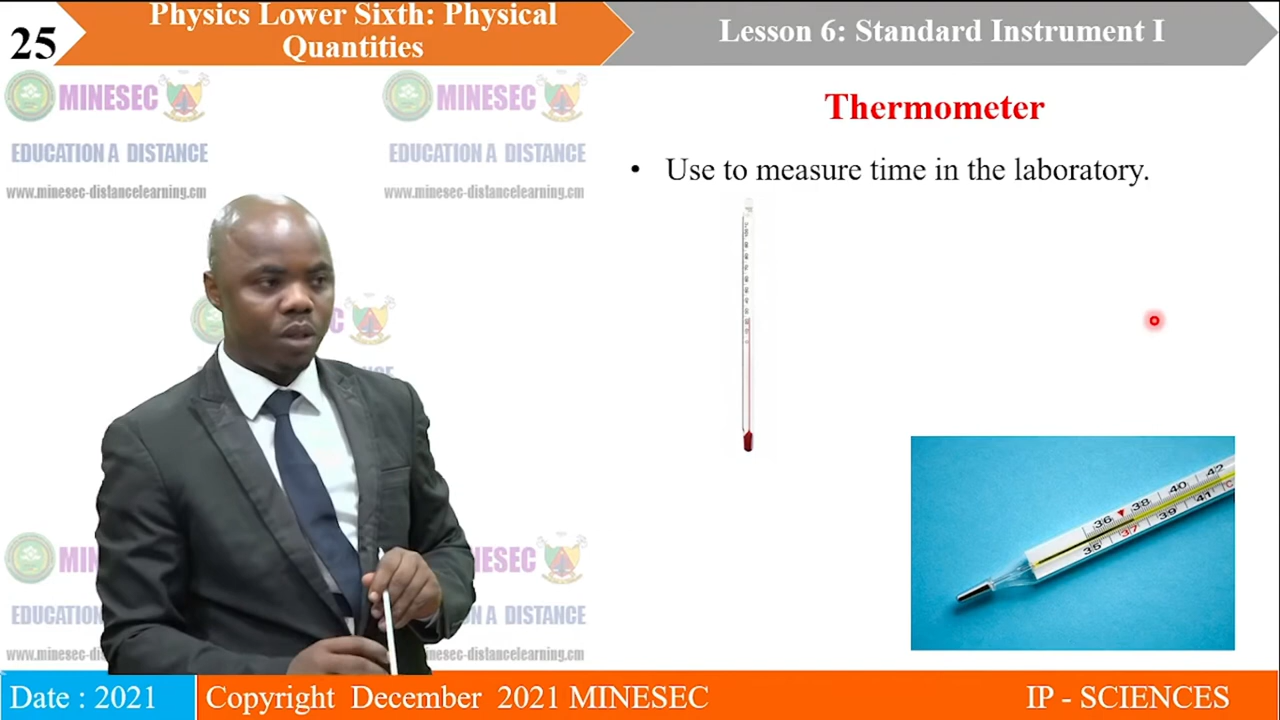 25
Physics Lower Sixth: Physical
Quantities
Lesson 6: Standard Instrument I
MINESEC
MINESEC
EDUCATION A DISTANCE
EDUCATION A DISTANCE
www.minesec-distancelearning.cm
www.minesec-distancelearning.cm
Thermometer
• Use to measure time in the laboratory.
35 36 37 38 39 40 41 42
C
Date : 2021
Copyright December 2021 MINESEC
IP - SCIENCES